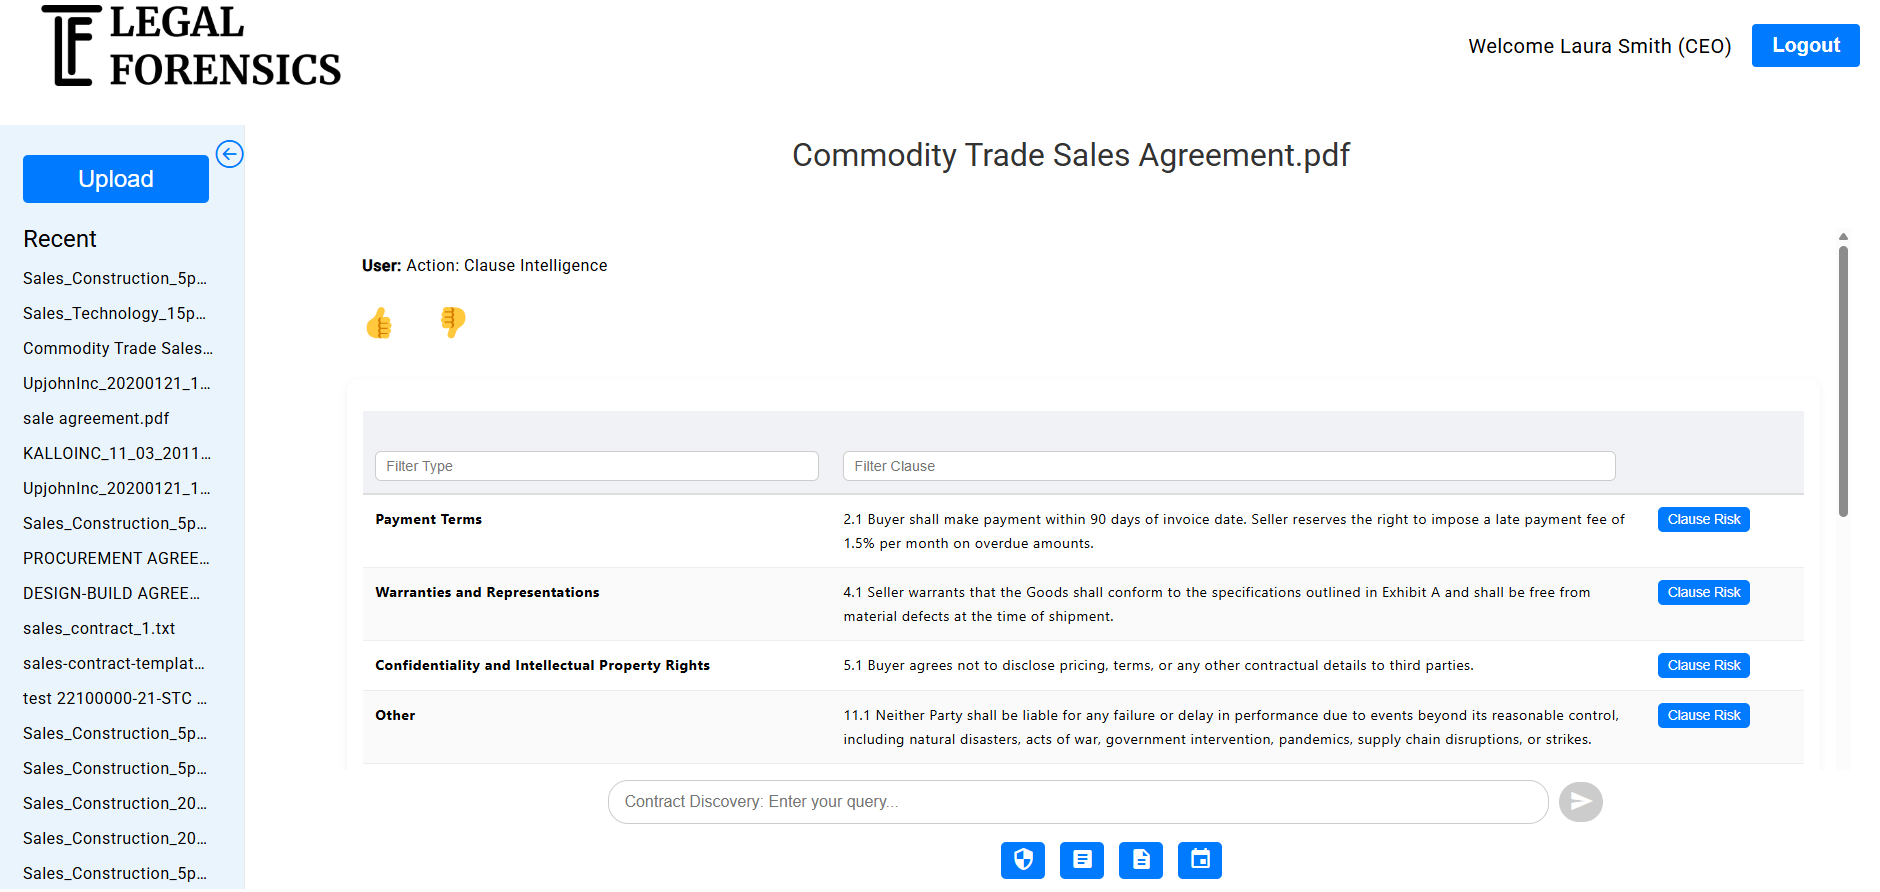 LEGAL
FORENSICS
Welcome Laura Smith (CEO)
Logout
Upload
Recent
Sales_Construction_5p...
Sales_Technology_15p...
Commodity Trade Sales...
UpjohnInc_20200121_1...
sale agreement.pdf
KALLOINC_11_03_2011...
UpjohnInc_20200121_1...
Sales_Construction_5p...
PROCUREMENT AGREE...
DESIGN-BUILD AGREE...
sales_contract_1.txt
sales-contract-templat...
test 22100000-21-STC ...
Sales_Construction_5p...
Sales_Construction_5p...
Sales_Construction_20...
Sales_Construction_20...
Sales_Construction_5p...
Commodity Trade Sales Agreement.pdf
User: Action: Clause Intelligence
Filter Type
Filter Clause
Payment Terms
2.1 Buyer shall make payment within 90 days of invoice date. Seller reserves the right to impose a late payment fee of
1.5% per month on overdue amounts.
Clause Risk
Warranties and Representations
4.1 Seller warrants that the Goods shall conform to the specifications outlined in Exhibit A and shall be free from
material defects at the time of shipment.
Clause Risk
Confidentiality and Intellectual Property Rights
5.1 Buyer agrees not to disclose pricing, terms, or any other contractual details to third parties.
Clause Risk
Other
11.1 Neither Party shall be liable for any failure or delay in performance due to events beyond its reasonable control,
including natural disasters, acts of war, government intervention, pandemics, supply chain disruptions, or strikes.
Clause Risk
Contract Discovery: Enter your query...